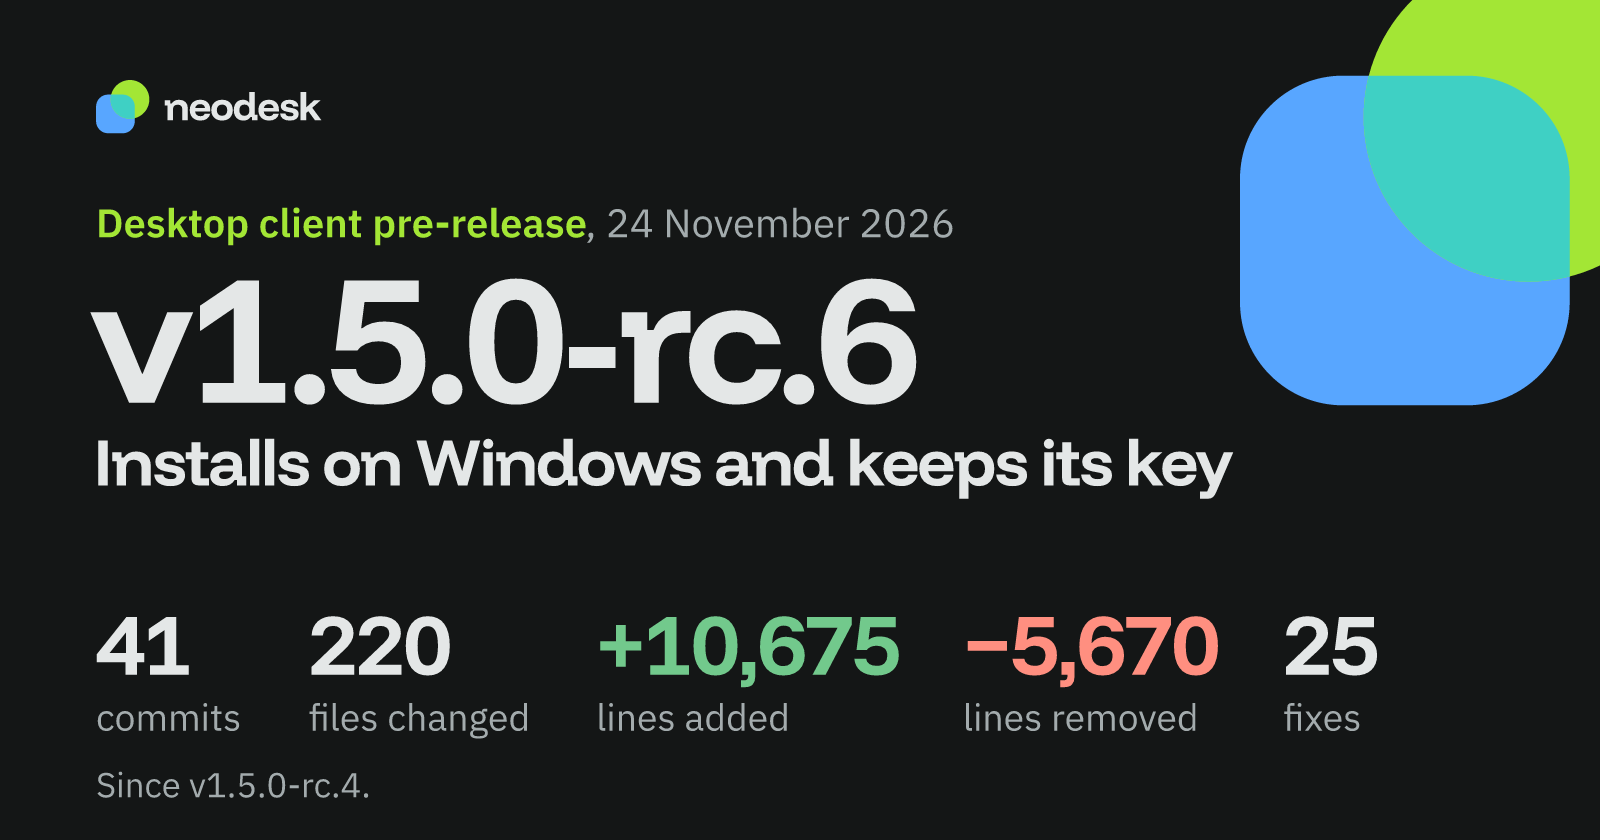 neodesk
Desktop client pre-release, 24 November 2026
v1.5.0-rc.6
Installs on Windows and keeps its key
41 220 +10,675 −5,670 25
commits files changed lines added lines removed fixes
Since v1.5.0-rc.4.